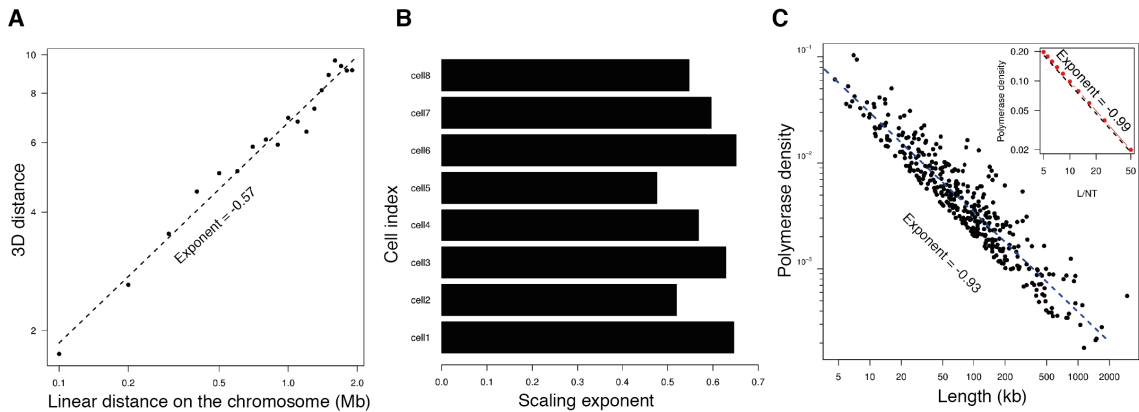 A
3D distance
10
8
6
4
2
Exponent = -0.57
0.1
0.2
0.5
1.0
2.0
Linear distance on the chromosome (Mb)
B
Cell index
cell8
cell7
cell6
cell5
cell4
cell3
cell2
cell1
0.0
0.1
0.2
0.3
0.4
0.5
0.6
0.7
Scaling exponent
C
Polymerase density
10-1
10-2
10-3
Exponent = -0.93
5
10
20
50
100
200
500
1000
2000
Length (kb)
Polymerase density
0.20
0.10
0.05
0.02
Exponent = -0.99
5
10
20
50
L/NT